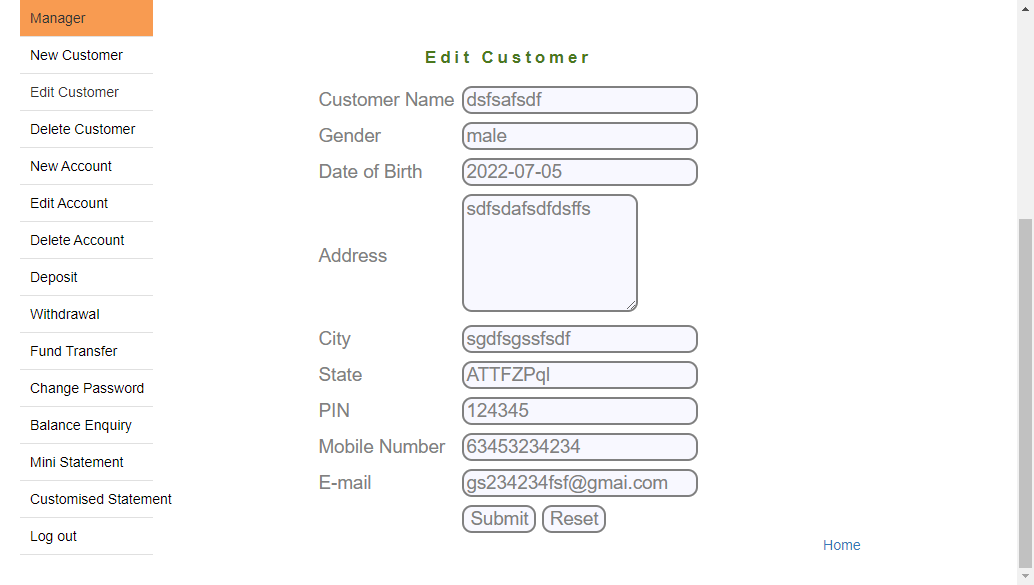 Manager
New Customer
Edit Customer
Delete Customer
New Account
Edit Account
Delete Account
Deposit
Withdrawal
Fund Transfer
Change Password
Balance Enquiry
Mini Statement
Customised Statement
Log out
Edit Customer
Customer Name dsfsafsdf
Gender male
Date of Birth 2022-07-05
Address sdfsdafsdfdsffs
City sgdfsgssfsdf
State ATTFZPql
PIN 124345
Mobile Number 63453234234
E-mail gs234234fsf@gmai.com
Submit Reset
Home